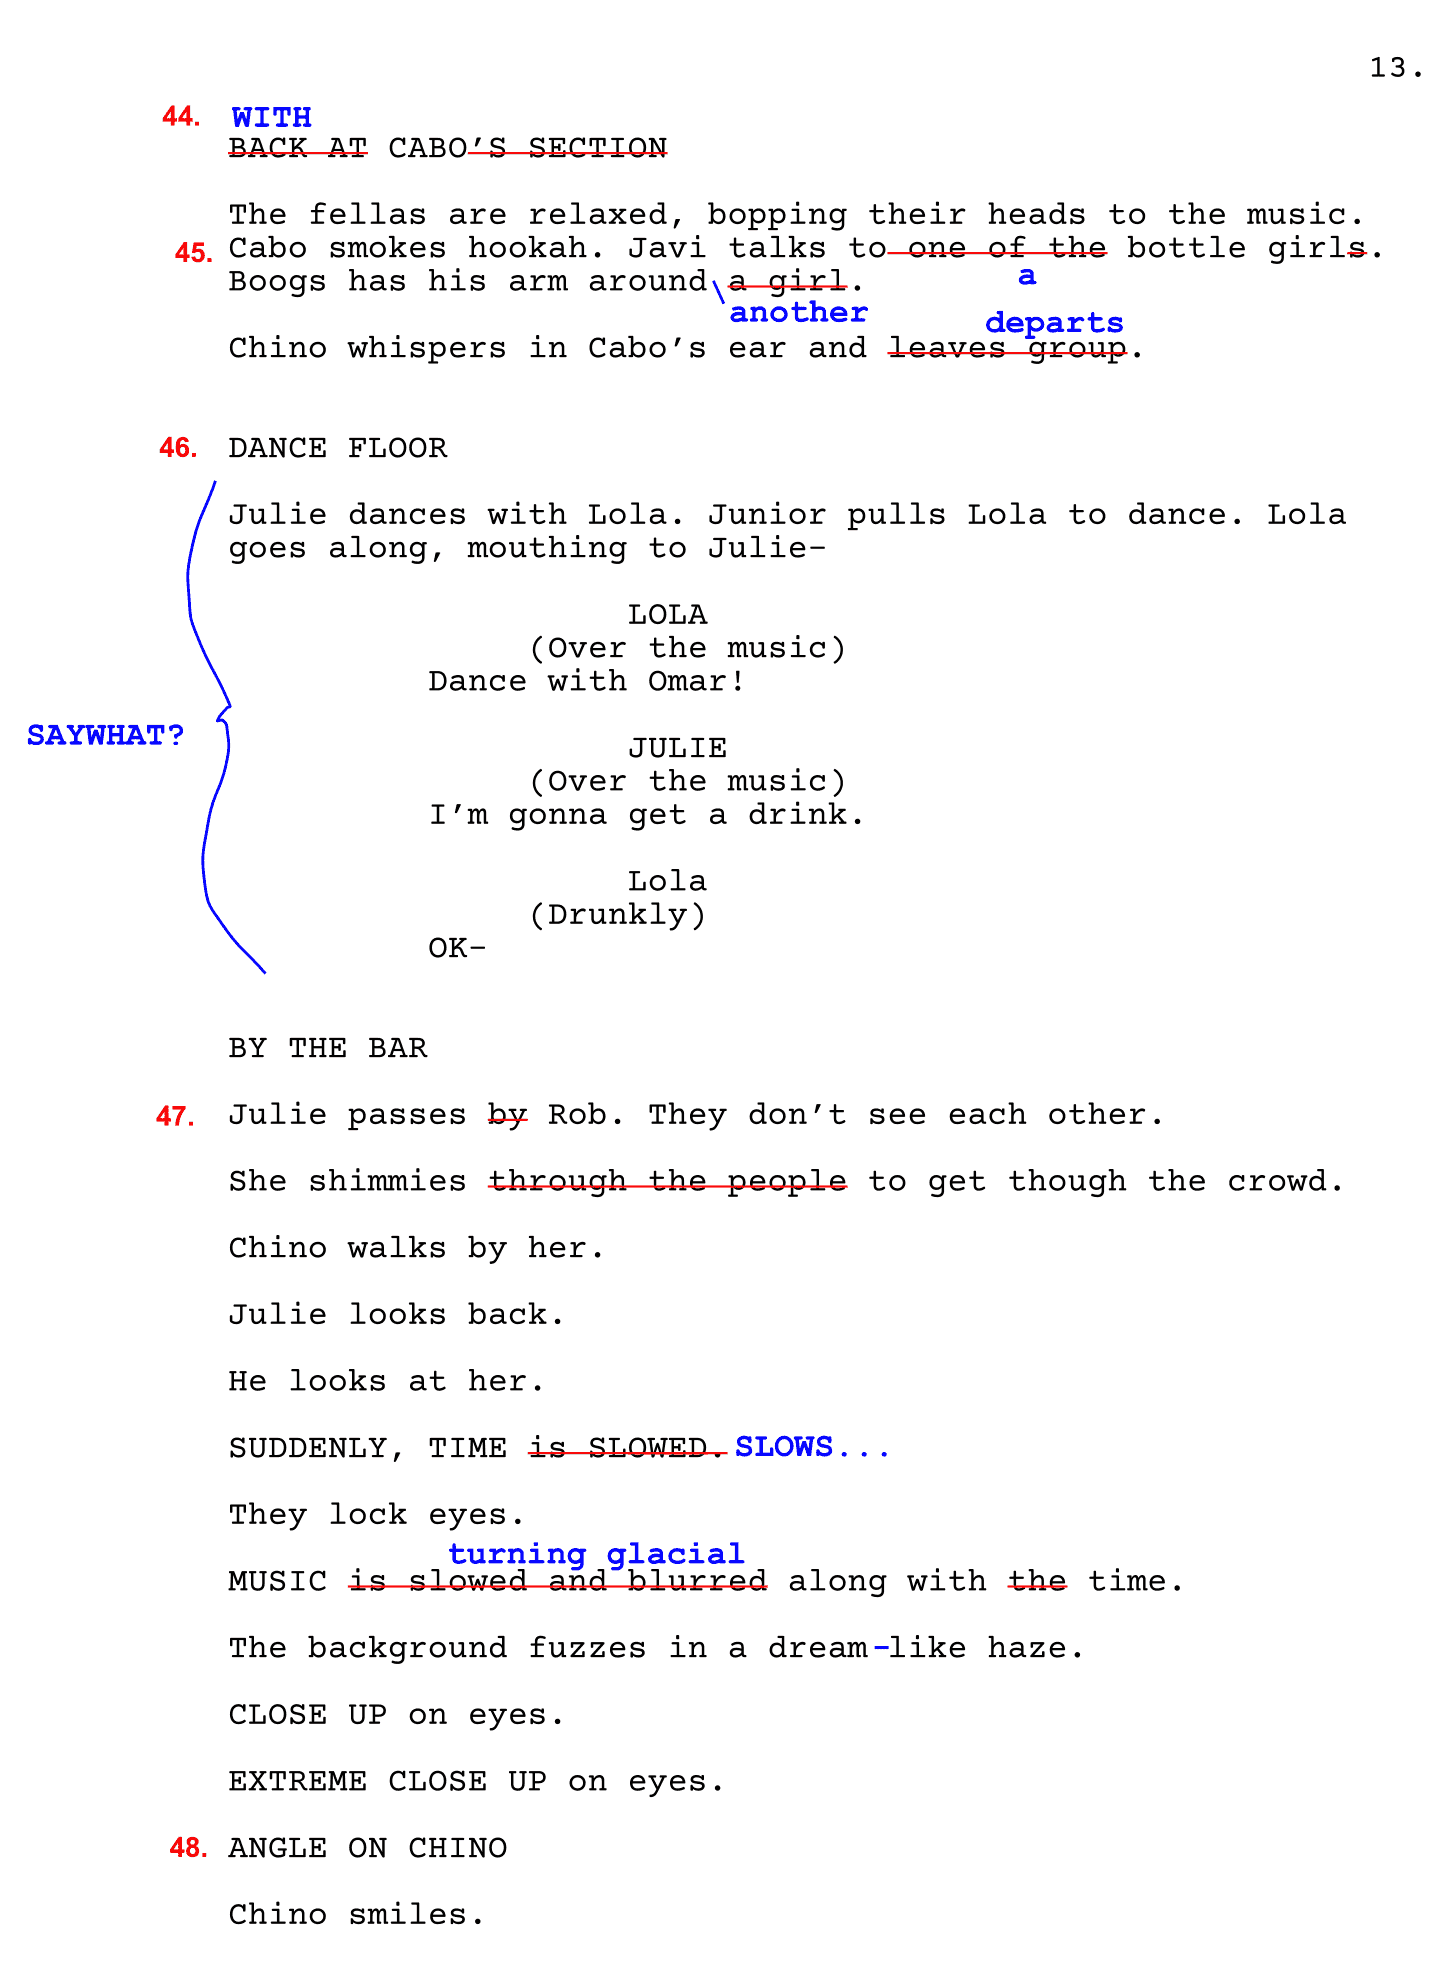 13.
44. WITH
BACK AT CABO’S SECTION
The fellas are relaxed, bopping their heads to the music.
45. Cabo smokes hookah. Javi talks to one of the bottle girls.
a
Boogs has his arm around a girl.
another
departs
Chino whispers in Cabo’s ear and leaves group.
46. DANCE FLOOR
Julie dances with Lola. Junior pulls Lola to dance. Lola
goes along, mouthing to Julie-
LOLA
(Over the music)
Dance with Omar!
SAYWHAT?
JULIE
(Over the music)
I’m gonna get a drink.
Lola
(Drunkly)
OK-
BY THE BAR
47. Julie passes by Rob. They don’t see each other.
She shimmies through the people to get though the crowd.
Chino walks by her.
Julie looks back.
He looks at her.
SUDDENLY, TIME is SLOWED. SLOWS...
They lock eyes.
turning glacial
MUSIC is slowed and blurred along with the time.
The background fuzzes in a dream-like haze.
CLOSE UP on eyes.
EXTREME CLOSE UP on eyes.
48. ANGLE ON CHINO
Chino smiles.